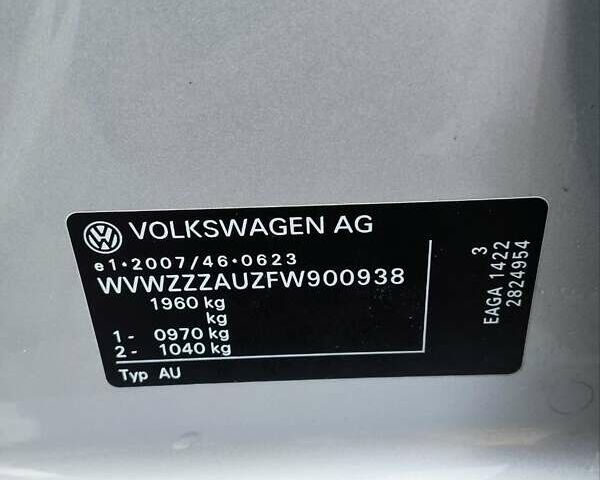 VOLKSWAGEN AG
e1·2007/46·0623
WVWZZZAUZFW900938
1960 kg
kg
1- 0970 kg
2- 1040 kg
Typ AU
3
EAGA 1422
2824954